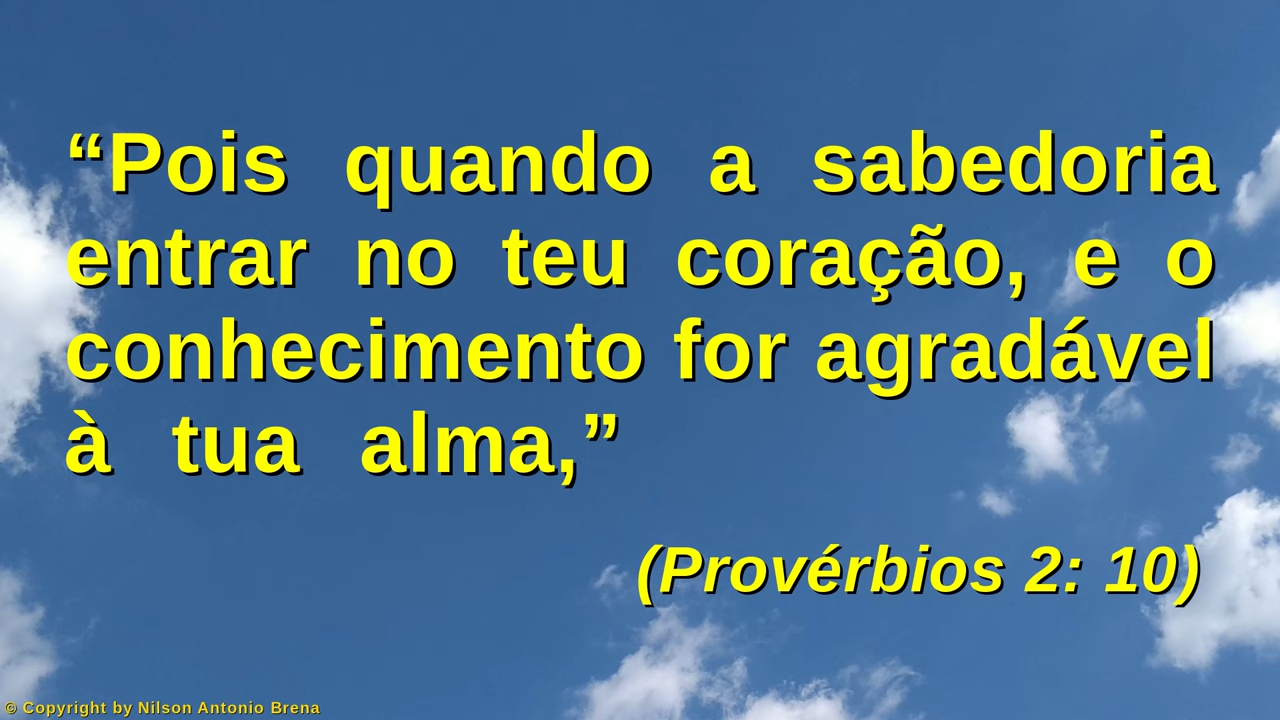 “Pois quando a sabedoria
entrar no teu coração, e o
conhecimento for agradável
à tua alma,”
(Provérbios 2: 10)
© Copyright by Nilson Antonio Brena